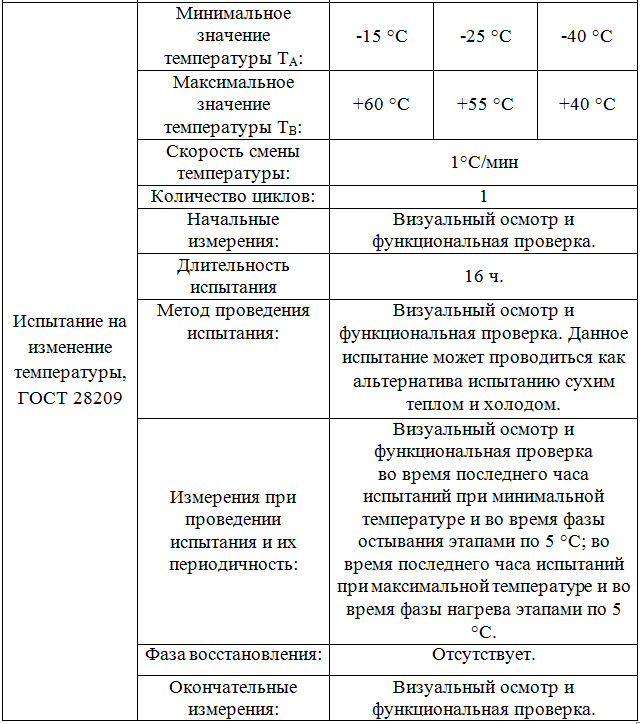 Испытание на
изменение
температуры,
ГОСТ 28209
Минимальное
значение
температуры TА:
-15 °С
-25 °С
-40 °С
Максимальное
значение
температуры TВ:
+60 °С
+55 °С
+40 °С
Скорость смены
температуры:
1°С/мин
Количество циклов:
1
Начальные
измерения:
Визуальный осмотр и
функциональная проверка.
Длительность
испытания
16 ч.
Метод проведения
испытания:
Визуальный осмотр и
функциональная проверка. Данное
испытание может проводиться как
альтернатива испытанию сухим
теплом и холодом.
Измерения при
проведении
испытания и их
периодичность:
Визуальный осмотр и
функциональная проверка
во время последнего часа
испытаний при минимальной
температуре и во время фазы
остывания этапами по 5 °С; во
время последнего часа испытаний
при максимальной температуре и во
время фазы нагрева этапами по 5
°С.
Фаза восстановления:
Отсутствует.
Окончательные
измерения:
Визуальный осмотр и
функциональная проверка.